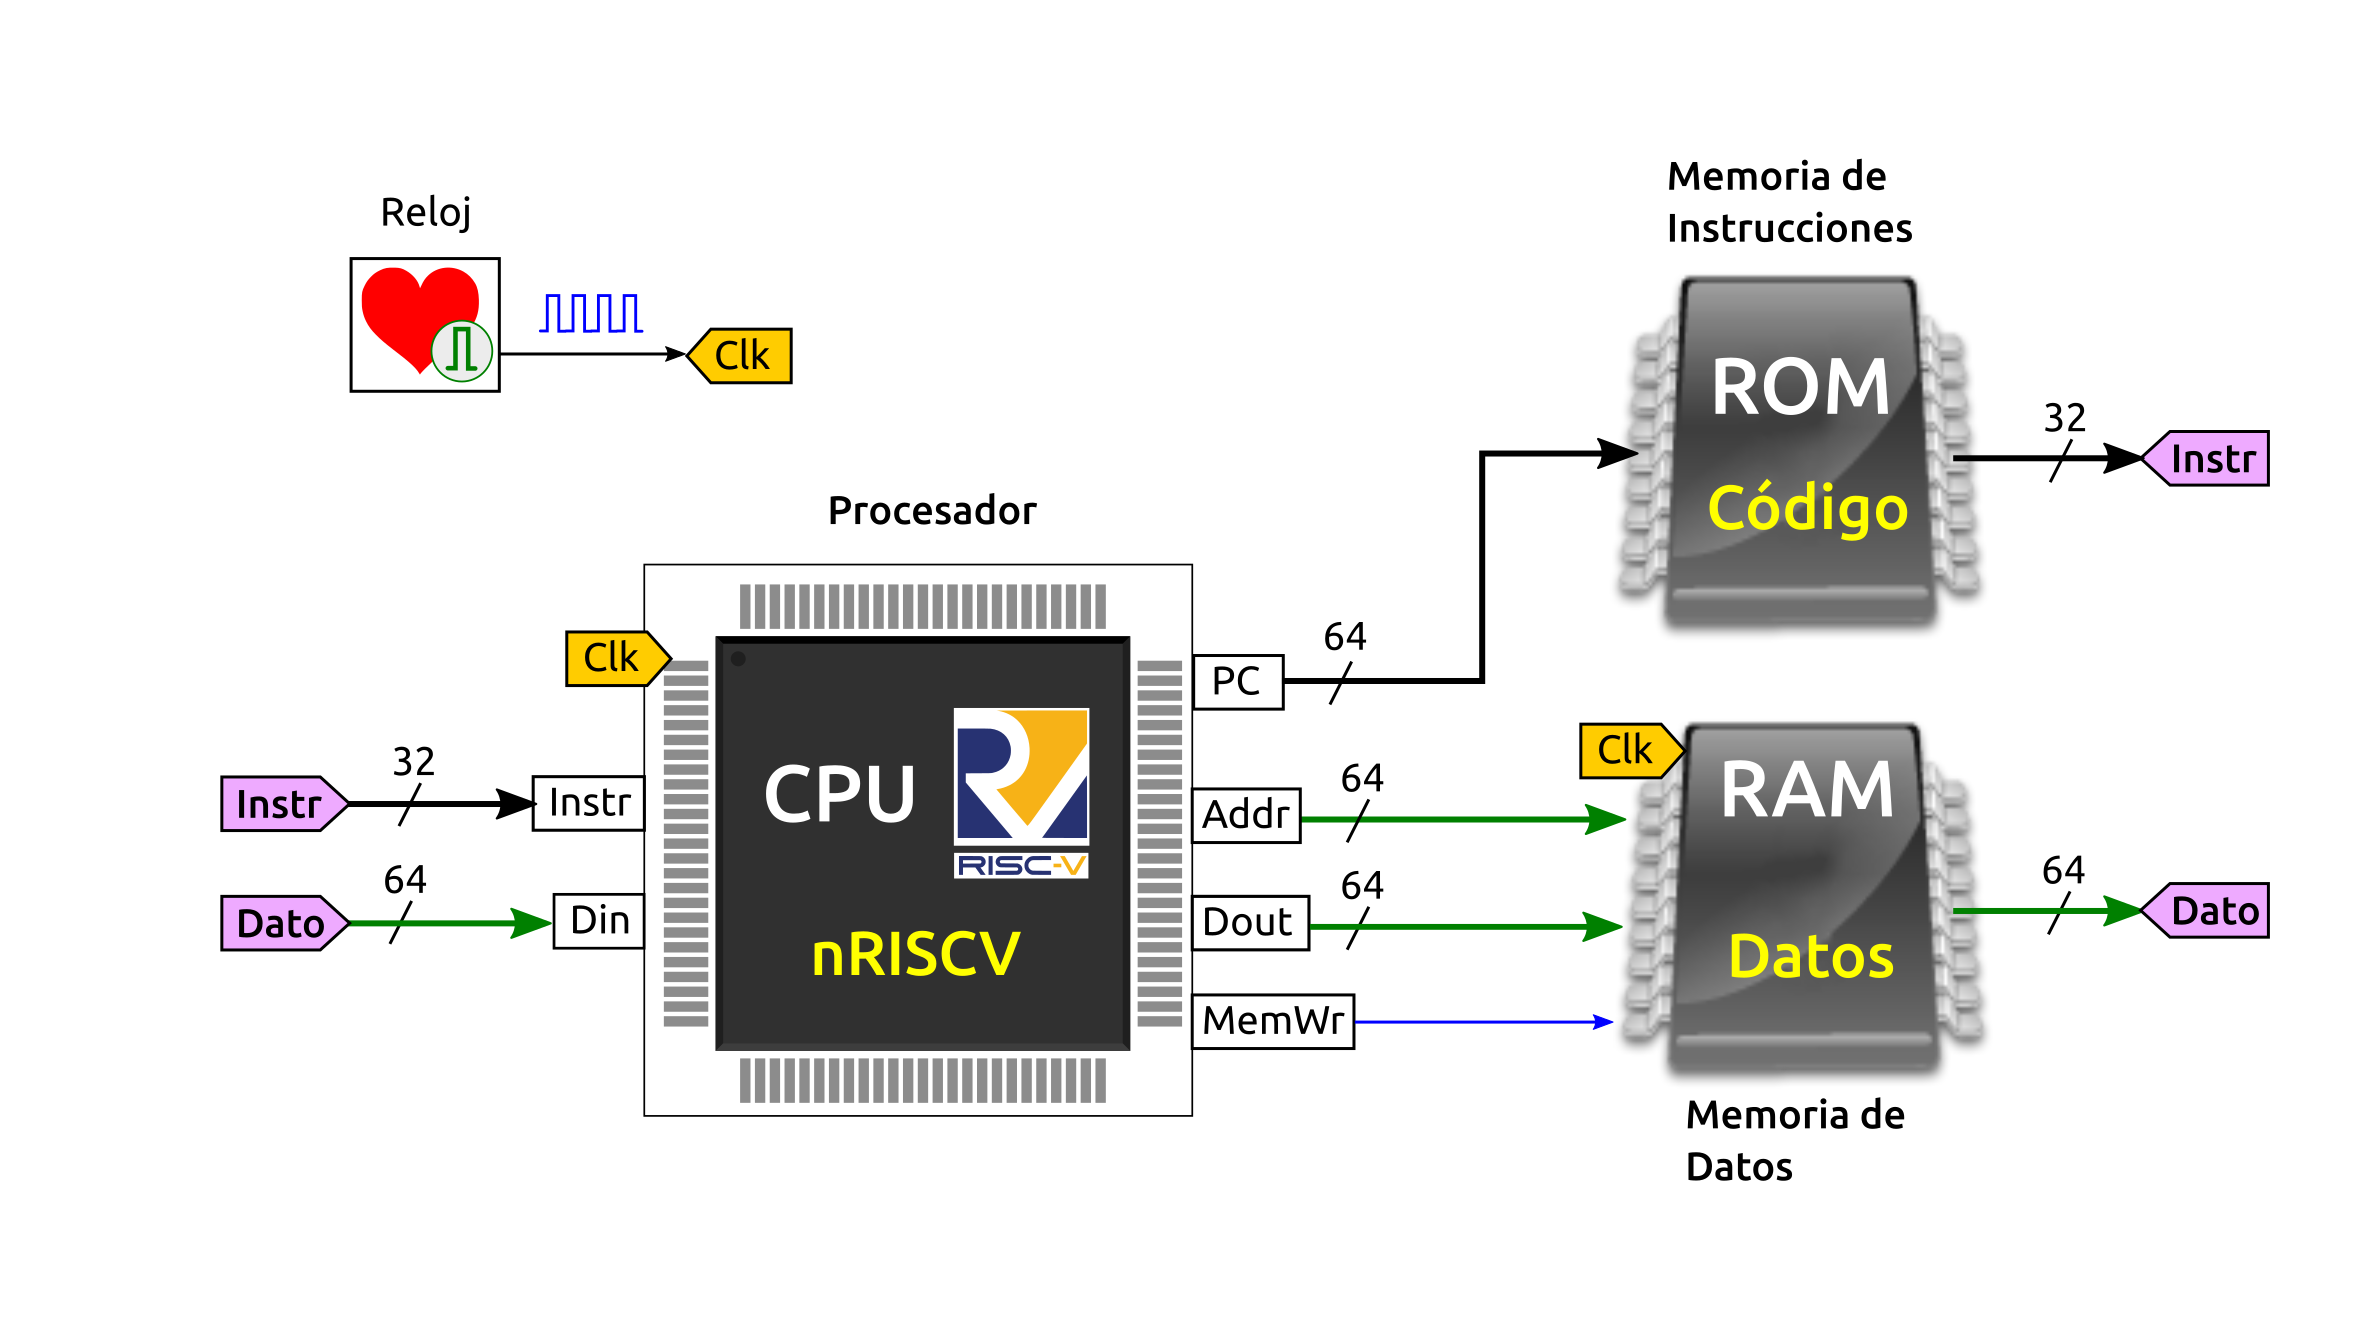 Reloj
Clk
Memoria de
Instrucciones
ROM
Código
32
Instr
Procesador
Clk
CPU
RISC-V
nRISCV
32
Instr
Instr
64
Dato
Din
PC
64
Addr
64
Dout
64
MemWr
Clk
RAM
Datos
64
Dato
Memoria de
Datos